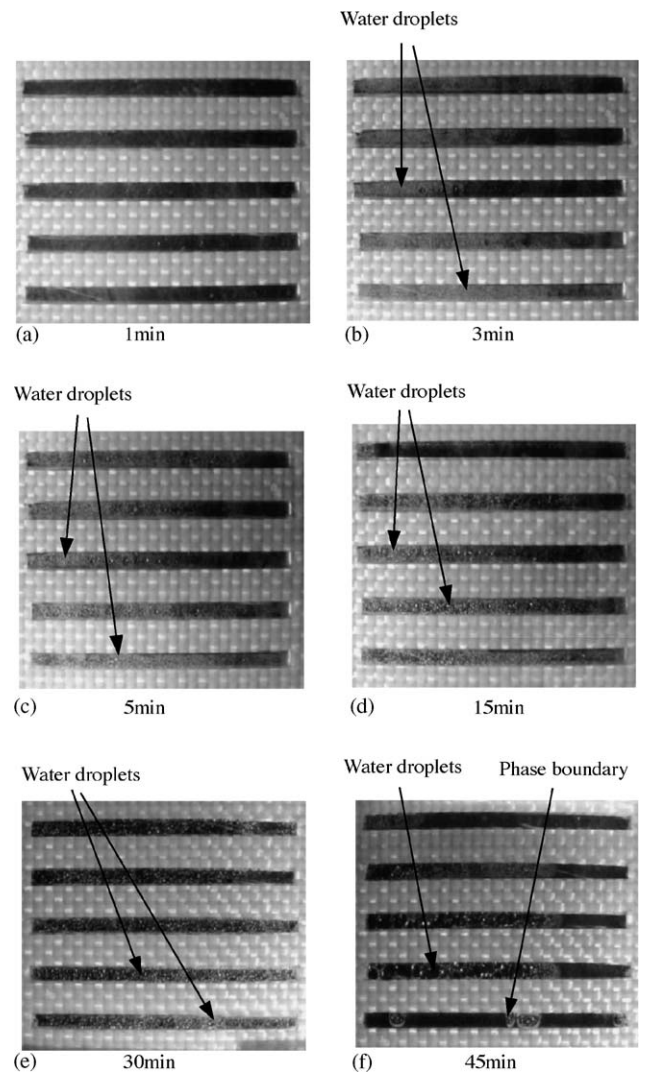 Water droplets
(a) 1min
(b) 3min
Water droplets
Water droplets
(c) 5min
(d) 15min
Water droplets
Water droplets Phase boundary
(e) 30min
(f) 45min